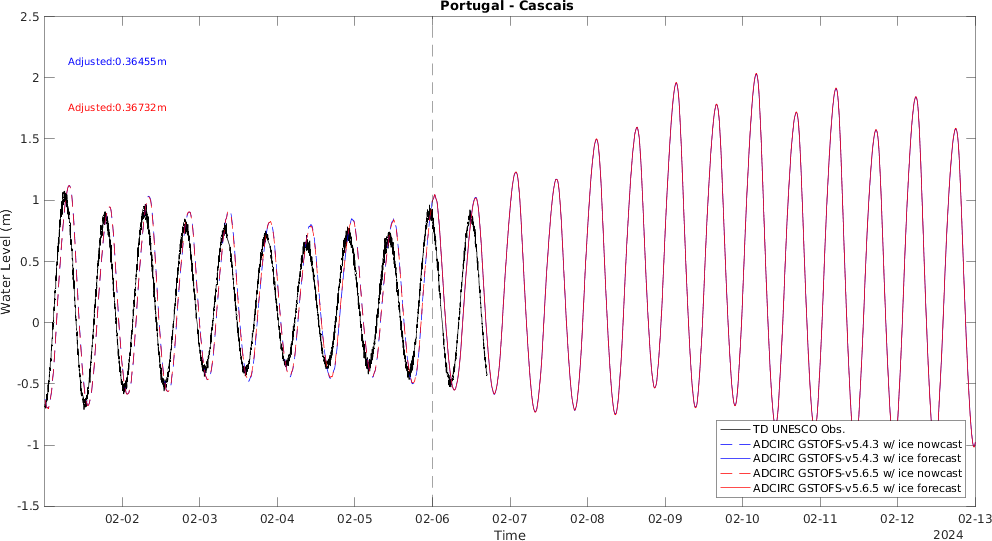 Portugal - Cascais
2.5
2
1.5
1
0.5
0
-0.5
-1
-1.5
Water Level (m)
Adjusted:0.36455m
Adjusted:0.36732m
TD UNESCO Obs.
ADCIRC GSTOFS-v5.4.3 w/ ice nowcast
ADCIRC GSTOFS-v5.4.3 w/ ice forecast
ADCIRC GSTOFS-v5.6.5 w/ ice nowcast
ADCIRC GSTOFS-v5.6.5 w/ ice forecast
02-02 02-03 02-04 02-05 02-06 02-07 02-08 02-09 02-10 02-11 02-12 02-13
Time
2024